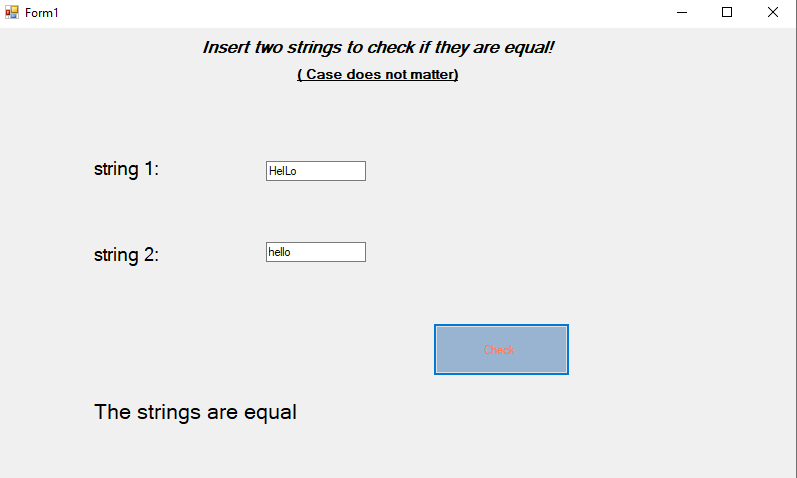 Form1
Insert two strings to check if they are equal!
( Case does not matter)
string 1:
HelLo
string 2:
hello
Check
The strings are equal